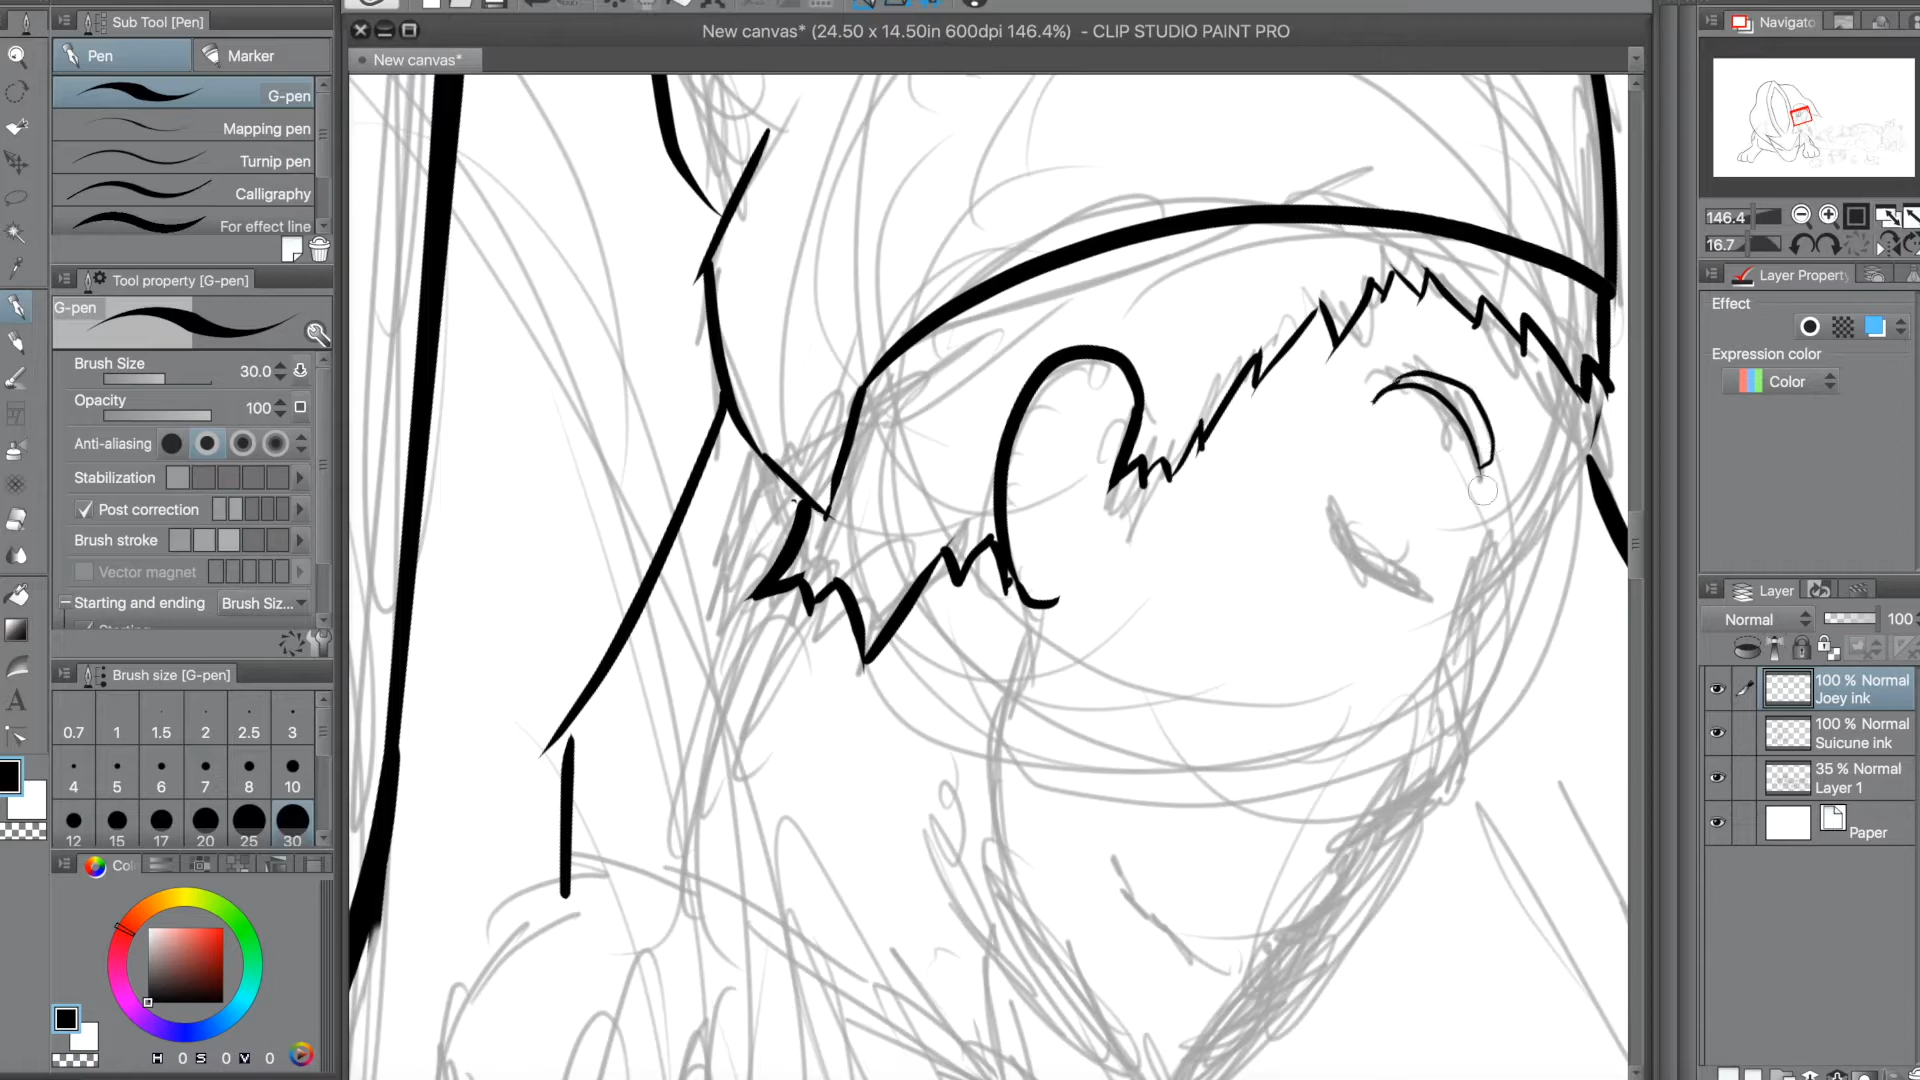 Sub Tool [Pen]
Pen
Marker
G-pen
Mapping pen
Turnip pen
Calligraphy
For effect line
Tool property [G-pen]
G-pen
Brush Size
30.0
Opacity
100
Anti-aliasing
Stabilization
Post correction
Brush stroke
Vector magnet
Starting and ending
Brush Siz...
Brush size [G-pen]
0.7 1 1.5 2 2.5 3
4 5 6 7 8 10
12 15 17 20 25 30
H 0 S 0 V 0
New canvas* (24.50 x 14.50in 600dpi 146.4%) - CLIP STUDIO PAINT PRO
New canvas*
146.4
16.7
Layer Property
Effect
Expression color
Color
Layer
Normal
100
100 % Normal
Joey ink
100 % Normal
Suicune ink
35 % Normal
Layer 1
Paper